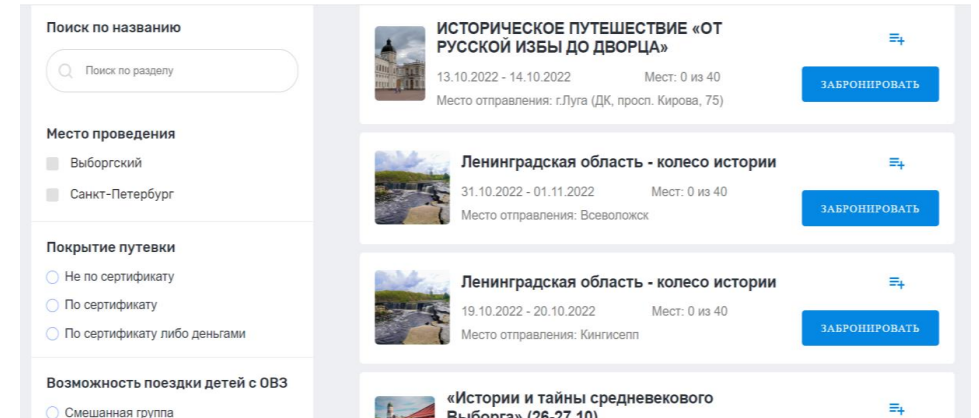 Поиск по названию
Поиск по разделу
Место проведения
Выборгский
Санкт-Петербург
Покрытие путевки
Не по сертификату
По сертификату
По сертификату либо деньгами
Возможность поездки детей с ОВЗ
Смешанная группа
ИСТОРИЧЕСКОЕ ПУТЕШЕСТВИЕ «ОТ
РУССКОЙ ИЗБЫ ДО ДВОРЦА»
13.10.2022 - 14.10.2022 Мест: 0 из 40
Место отправления: г.Луга (ДК, просп. Кирова, 75)
ЗАБРОНИРОВАТЬ
Ленинградская область - колесо истории
31.10.2022 - 01.11.2022 Мест: 0 из 40
Место отправления: Всеволожск
ЗАБРОНИРОВАТЬ
Ленинградская область - колесо истории
19.10.2022 - 20.10.2022 Мест: 0 из 40
Место отправления: Кингисепп
ЗАБРОНИРОВАТЬ
«Истории и тайны средневекового
Выборга» (26-27.10)